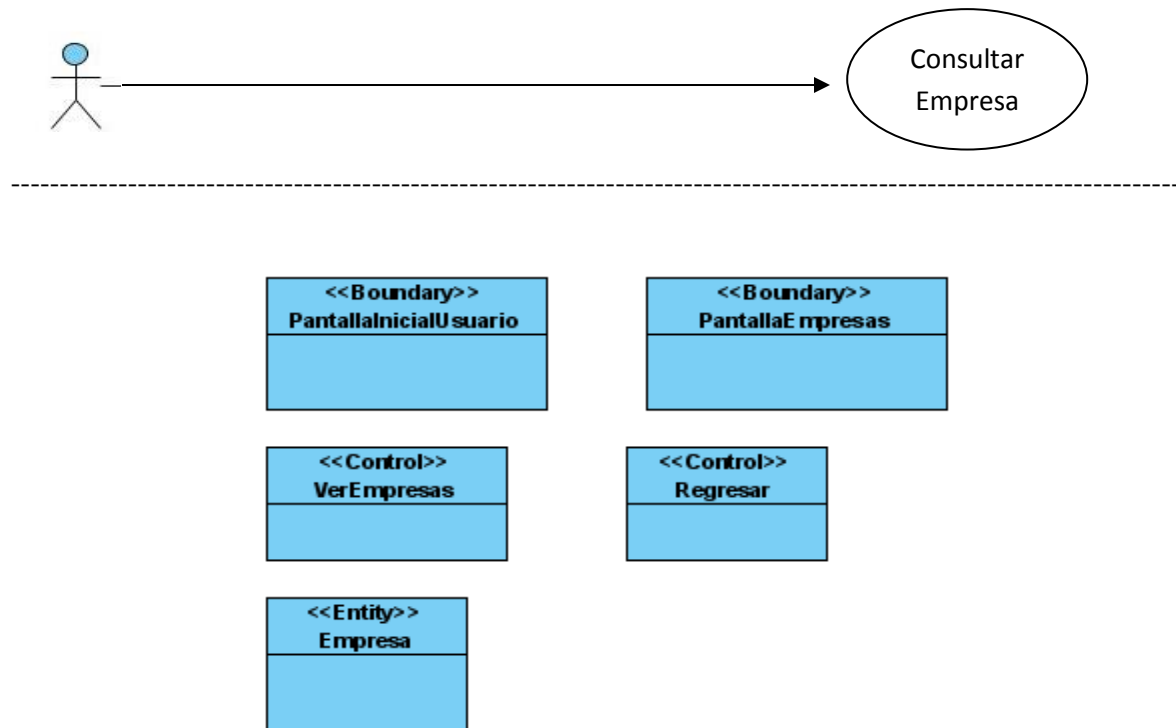 Consultar
Empresa
<<Boundary>>
PantallaInicialUsuario
<<Boundary>>
PantallaEmpresas
<<Control>>
VerEmpresas
<<Control>>
Regresar
<<Entity>>
Empresa